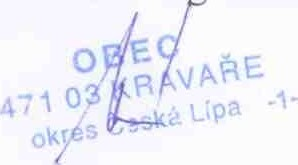 OBEC
471 03 KRAVAŘE
okres Česká Lípa -1-